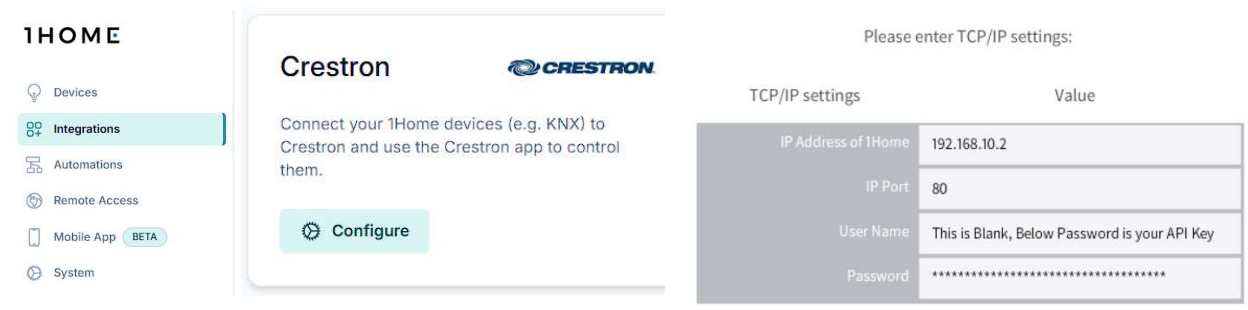 1HOME
Devices
Integrations
Automations
Remote Access
Mobile App BETA
System
Crestron CRESTRON
Connect your 1Home devices (e.g. KNX) to
Crestron and use the Crestron app to control
them.
Configure
Please enter TCP/IP settings:
TCP/IP settings Value
IP Address of 1Home 192.168.10.2
IP Port 80
User Name This is Blank, Below Password is your API Key
Password ************************************